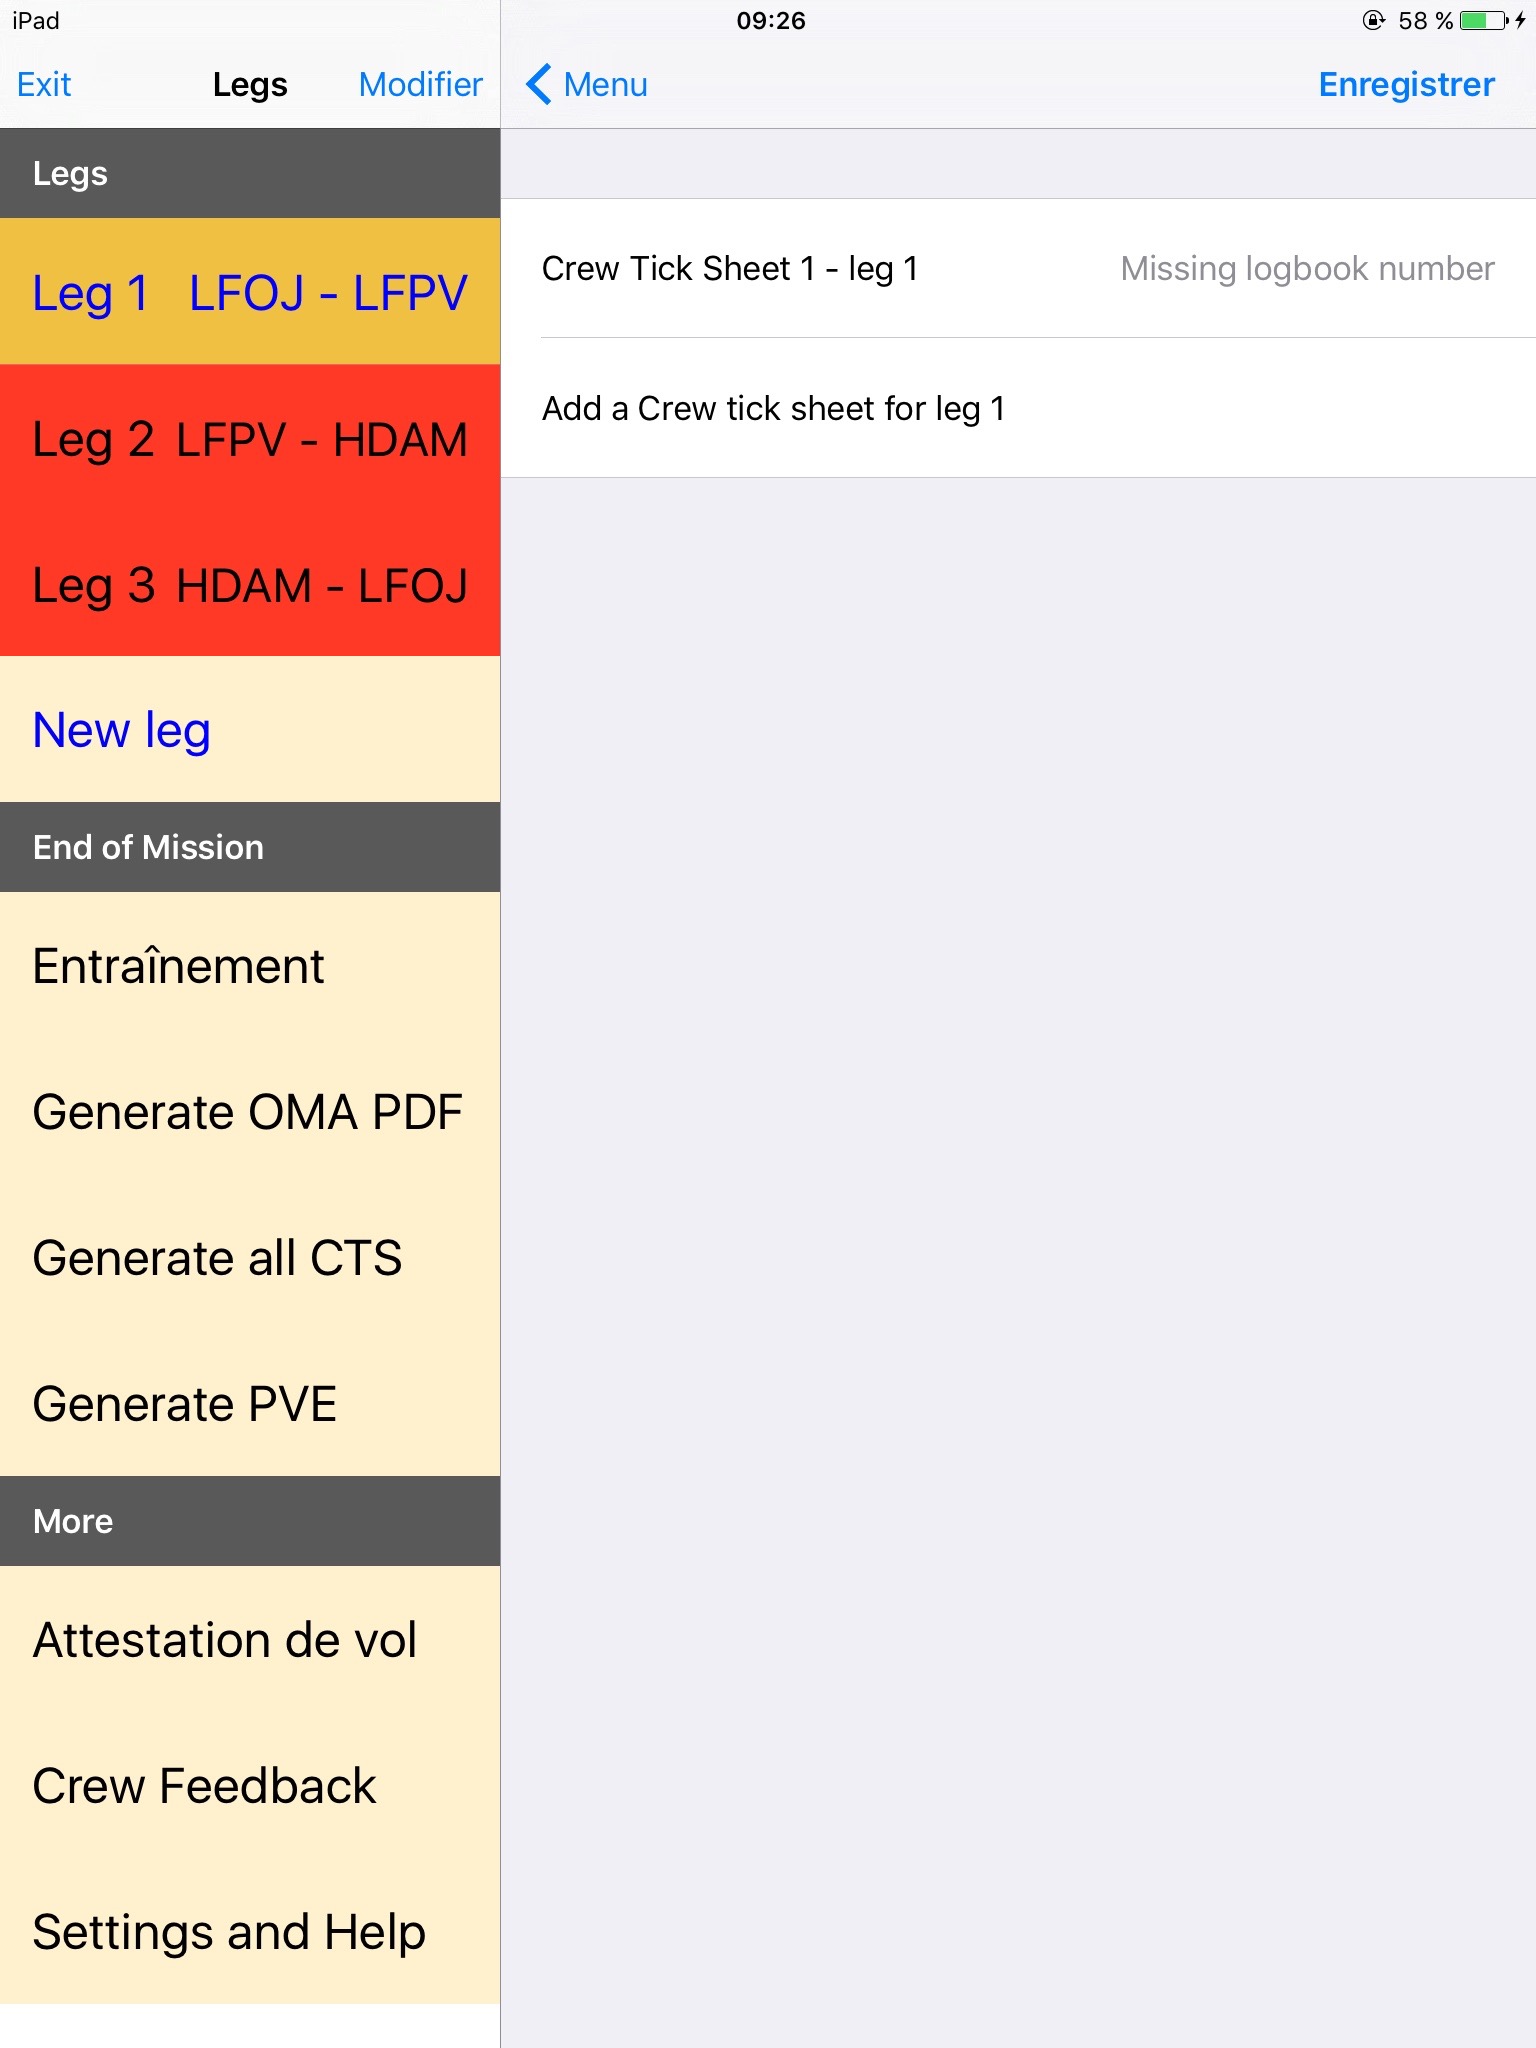 iPad
09:26
58 %
Exit
Legs
Modifier
Menu
Enregistrer
Legs
Leg 1 LFOJ - LFPV
Leg 2 LFPV - HDAM
Leg 3 HDAM - LFOJ
New leg
End of Mission
Entraînement
Generate OMA PDF
Generate all CTS
Generate PVE
More
Attestation de vol
Crew Feedback
Settings and Help
Crew Tick Sheet 1 - leg 1 Missing logbook number
Add a Crew tick sheet for leg 1